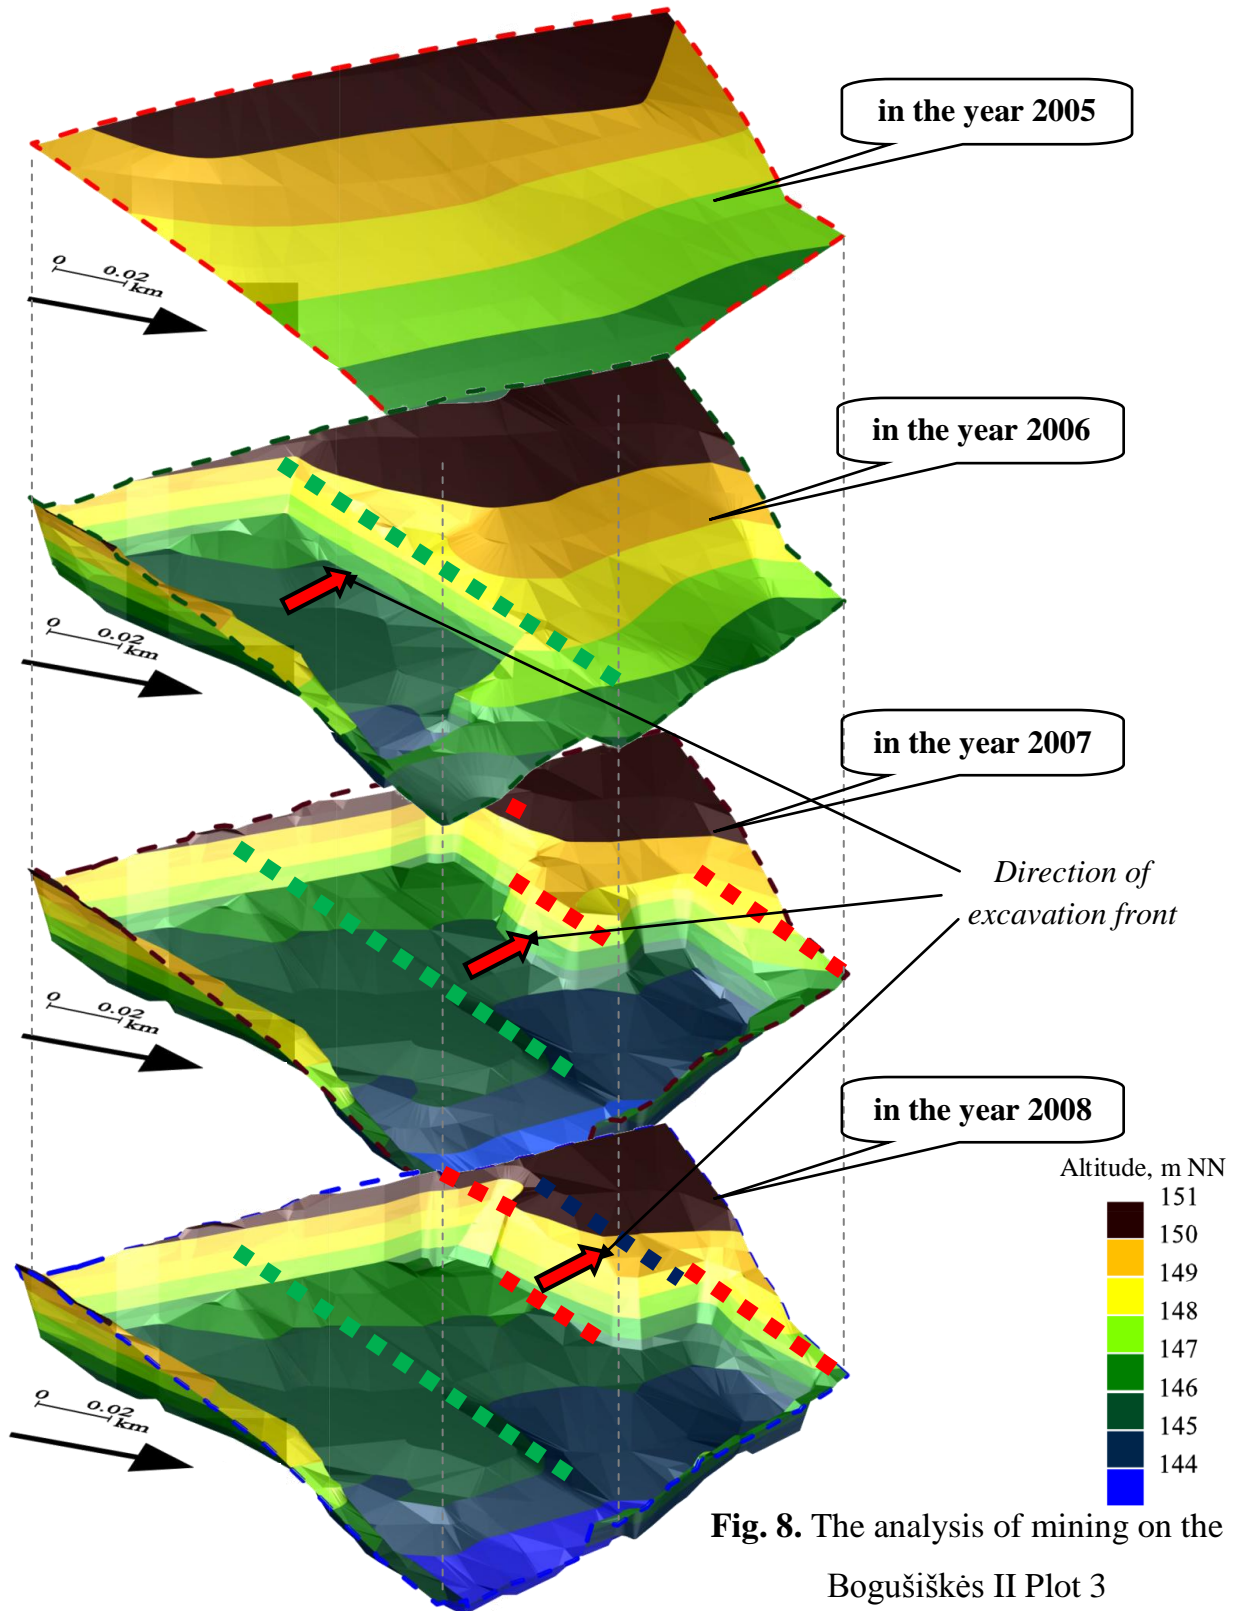 in the year 2005
0 0.02
km
in the year 2006
0 0.02
km
in the year 2007
Direction of
excavation front
0 0.02
km
in the year 2008
Altitude, m NN
151
150
149
148
147
146
145
144
0 0.02
km
Fig. 8. The analysis of mining on the
Bogušiškės II Plot 3